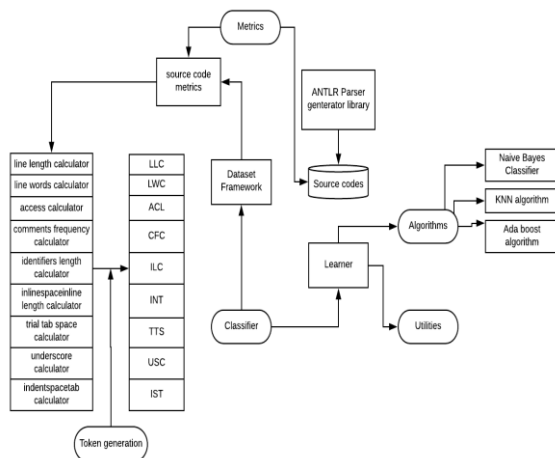 Metrics
source code
metrics
ANTLR Parser
genterator library
Source codes
Dataset
Framework
Naive Bayes
Classifier
KNN algorithm
Ada boost
algorithm
Algorithms
Learner
Classifier
Utilities
line length calculator
line words calculator
access calculator
comments frequency
calculator
identifiers length
calculator
inlinespaceinline
length calculator
trial tab space
calculator
underscore
calculator
indentspacetab
calculator
LLC
LWC
ACL
CFC
ILC
INT
TTS
USC
IST
Token generation